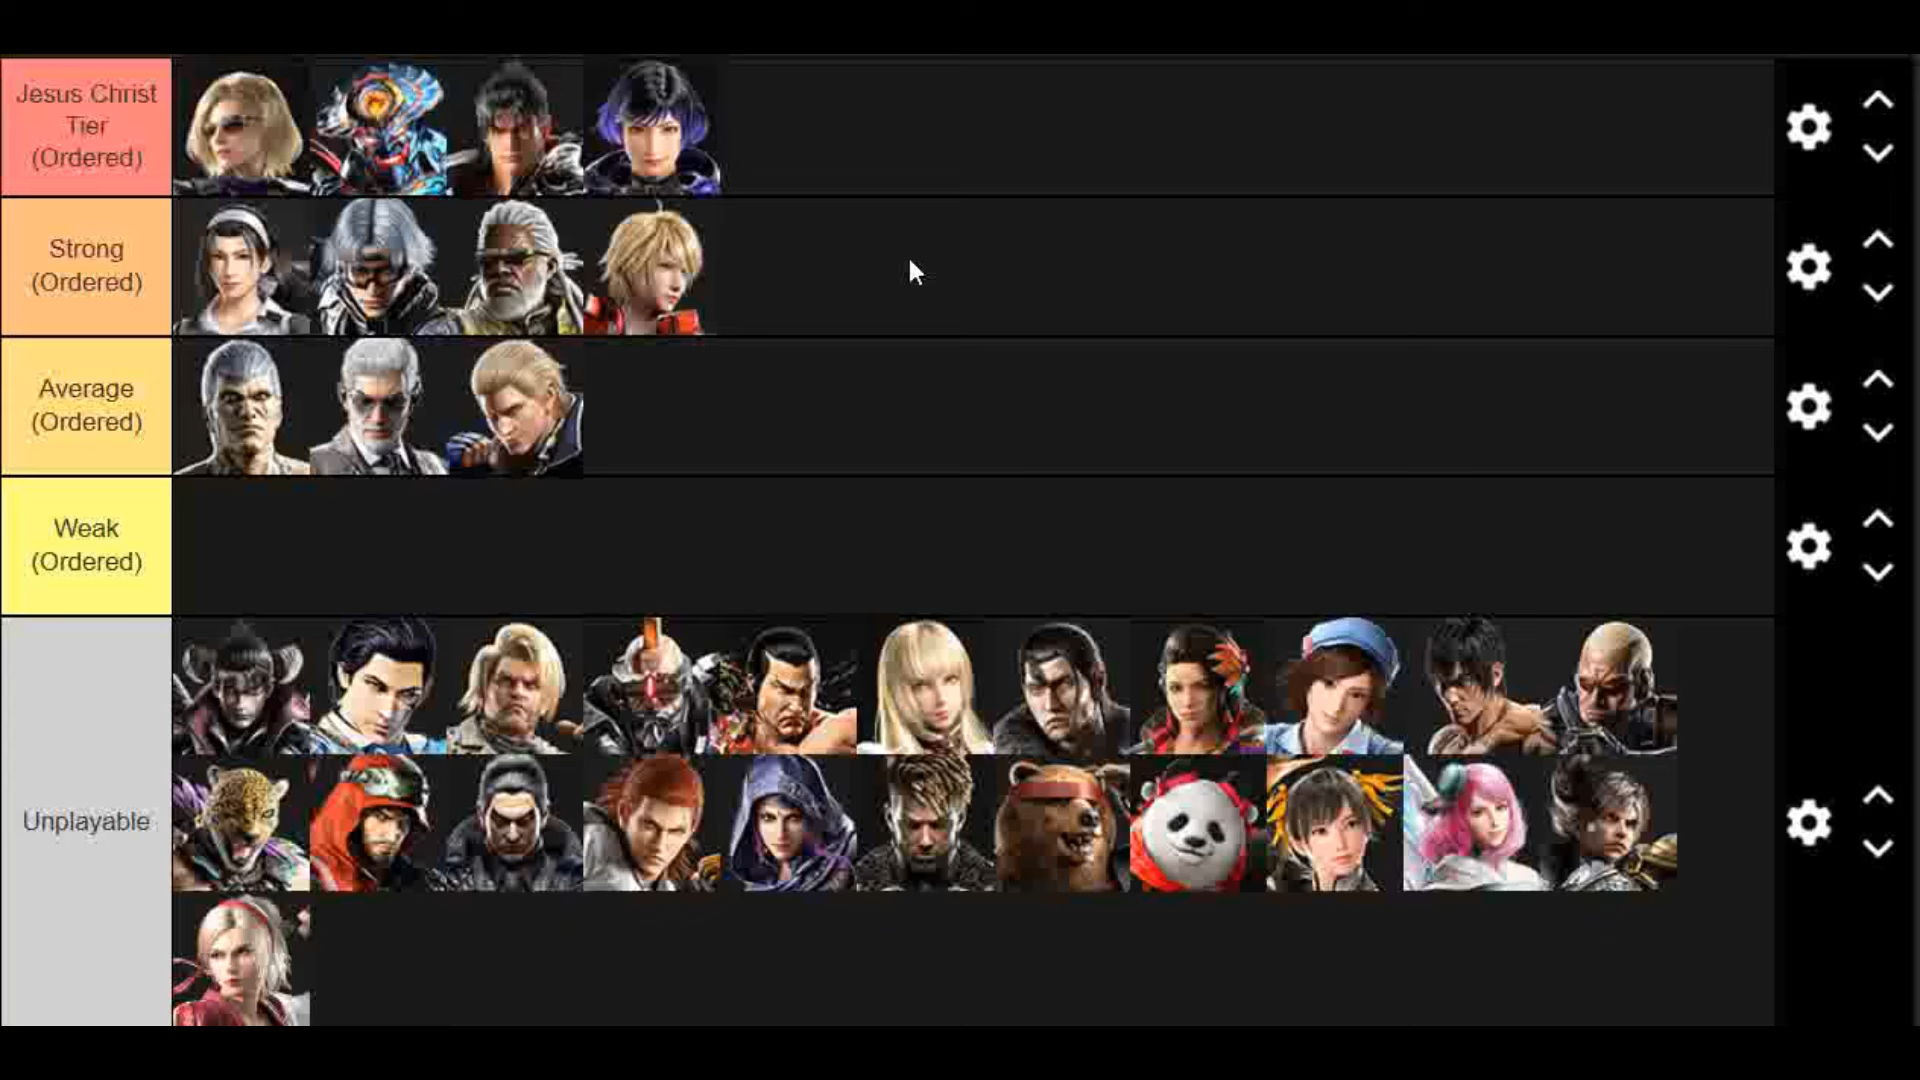 Jesus Christ
Tier
(Ordered)
Strong
(Ordered)
Average
(Ordered)
Weak
(Ordered)
Unplayable